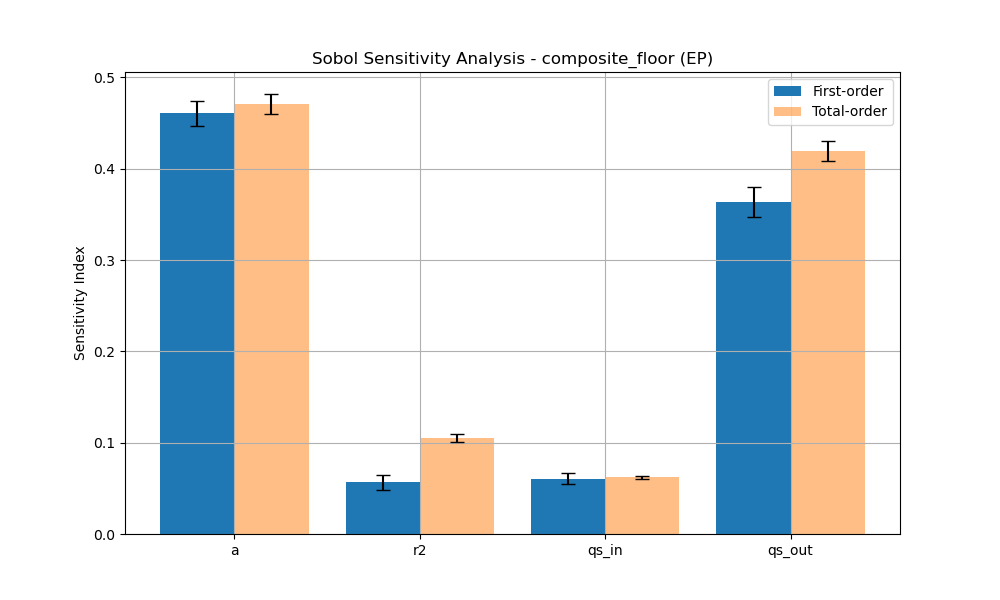 Sobol Sensitivity Analysis - composite_floor (EP)
First-order
Total-order
Sensitivity Index
0.5
0.4
0.3
0.2
0.1
0.0
a
r2
qs_in
qs_out